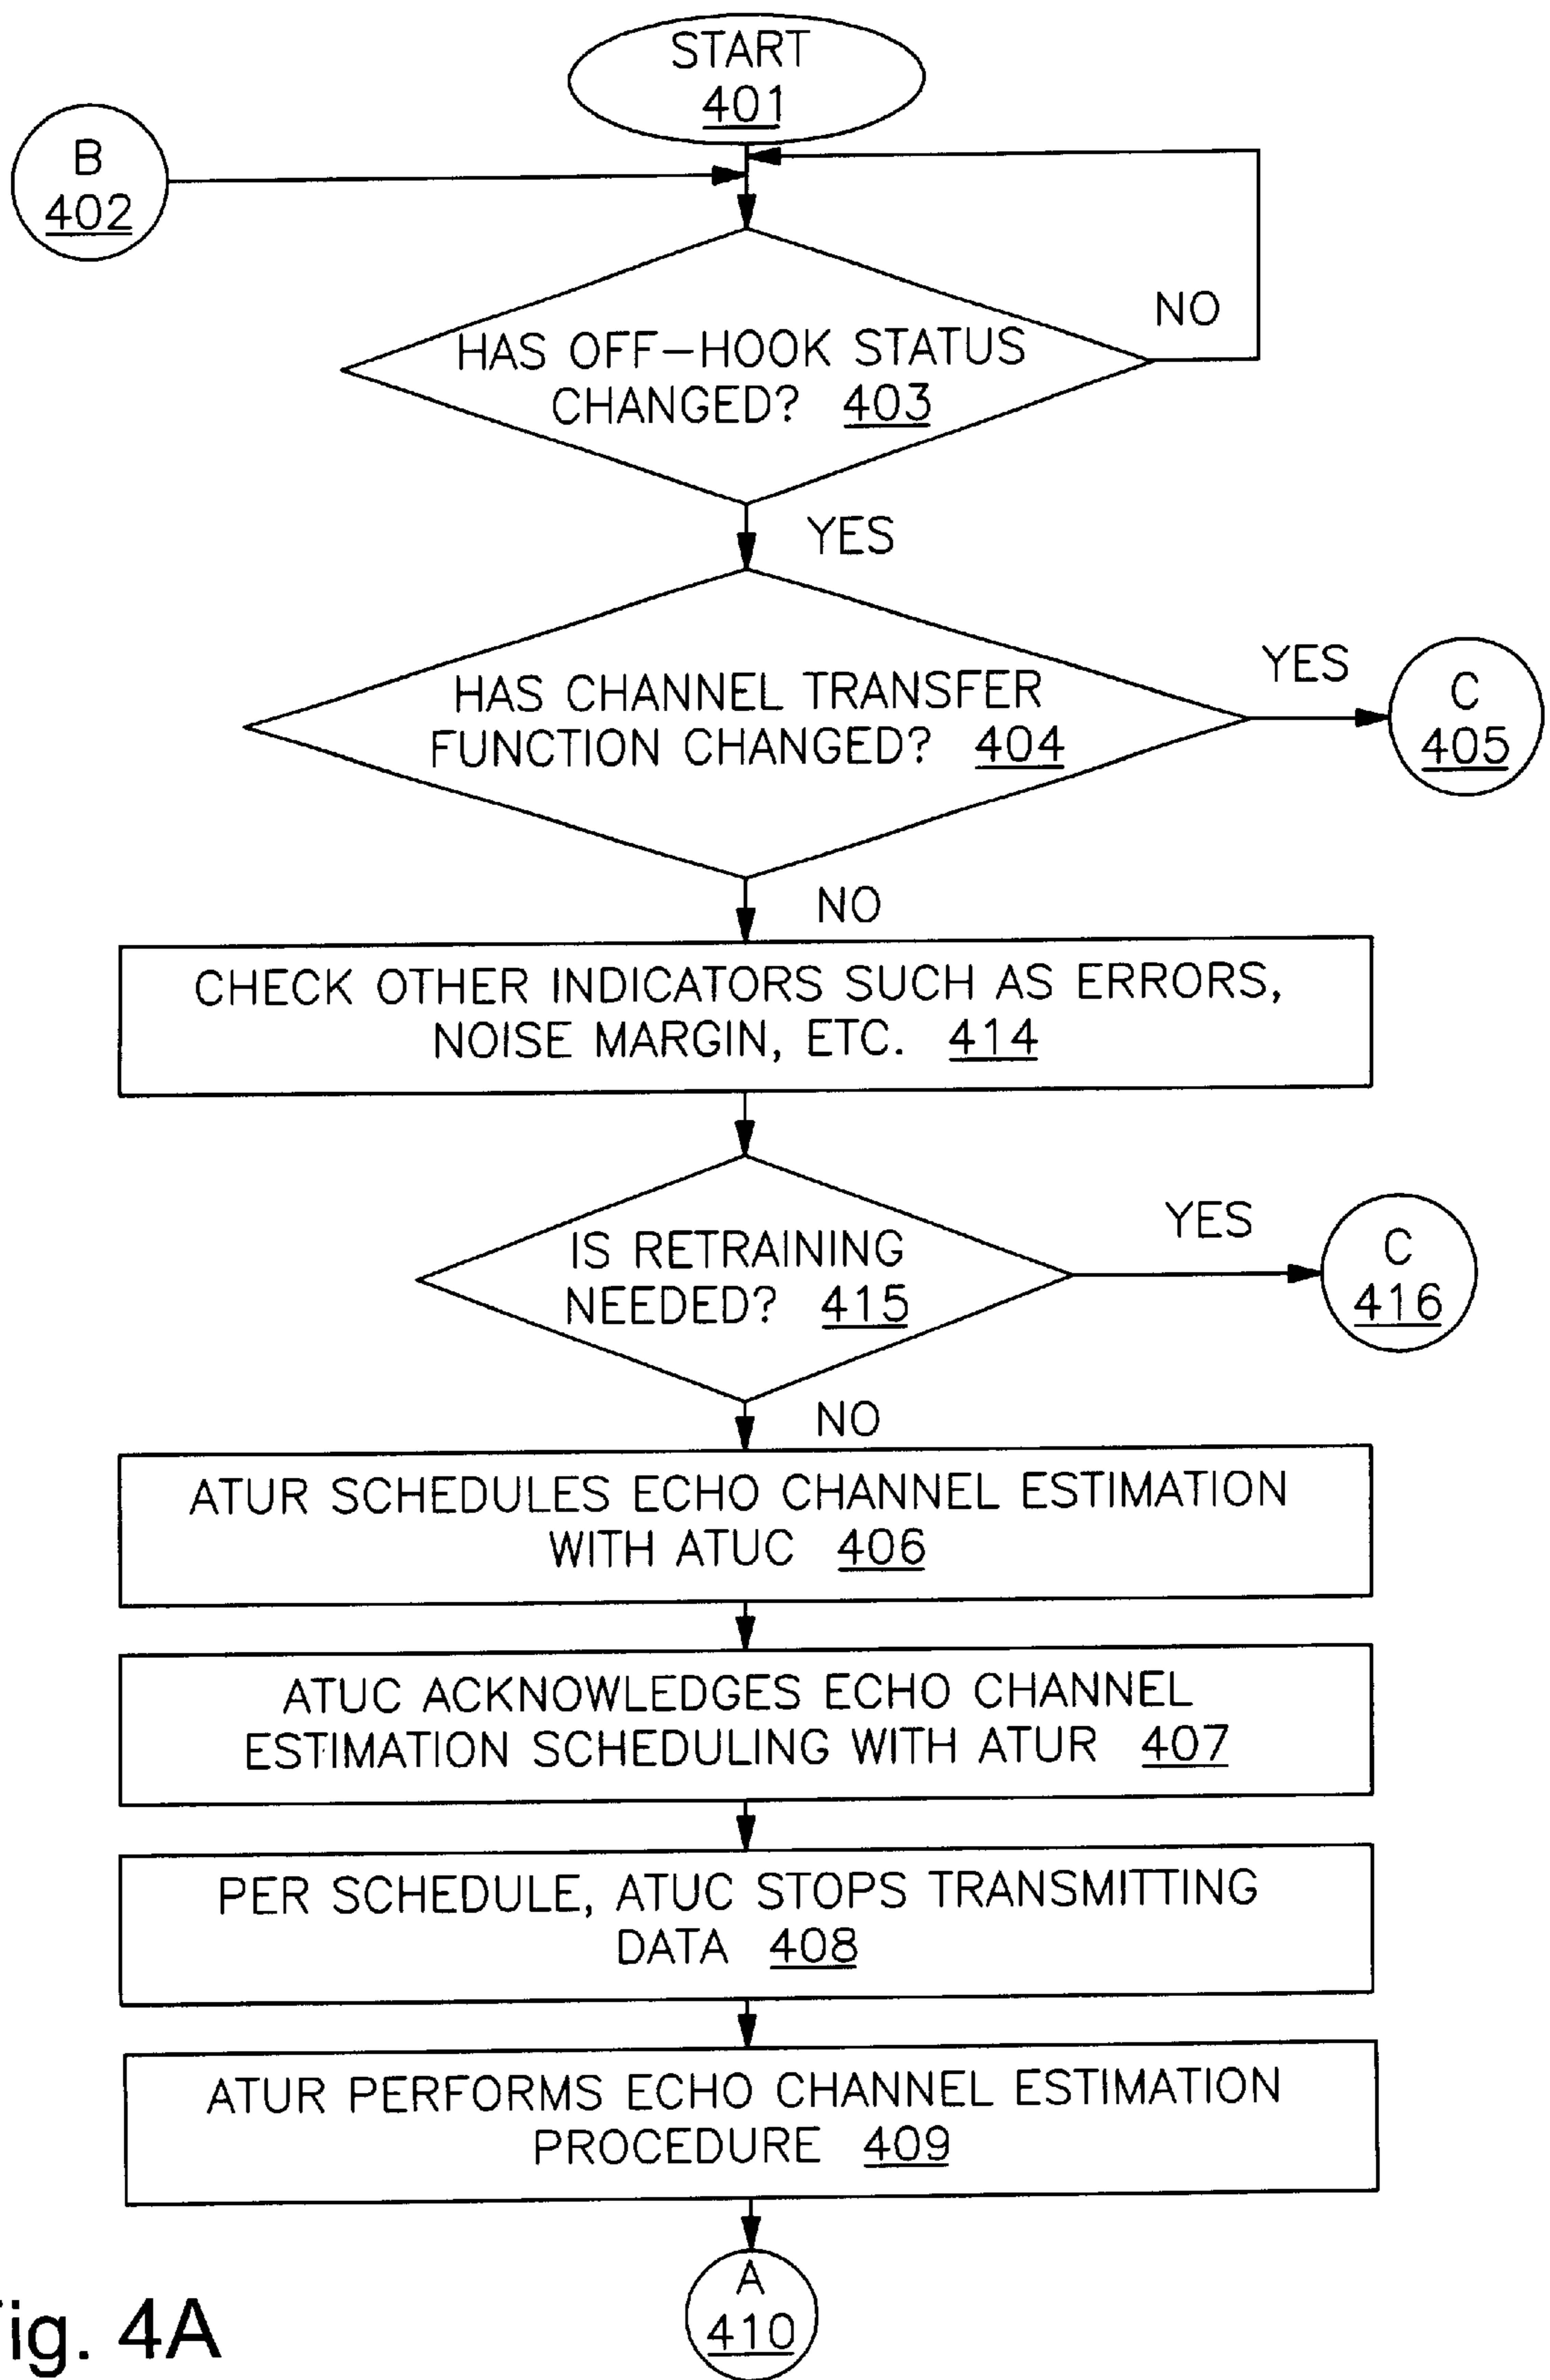 START
401
B
402
HAS OFF-HOOK STATUS
CHANGED? 403
NO
YES
HAS CHANNEL TRANSFER
FUNCTION CHANGED? 404
YES
C
405
NO
CHECK OTHER INDICATORS SUCH AS ERRORS,
NOISE MARGIN, ETC. 414
IS RETRAINING
NEEDED? 415
YES
C
416
NO
ATUR SCHEDULES ECHO CHANNEL ESTIMATION
WITH ATUC 406
ATUC ACKNOWLEDGES ECHO CHANNEL
ESTIMATION SCHEDULING WITH ATUR 407
PER SCHEDULE, ATUC STOPS TRANSMITTING
DATA 408
ATUR PERFORMS ECHO CHANNEL ESTIMATION
PROCEDURE 409
A
410
ig. 4A